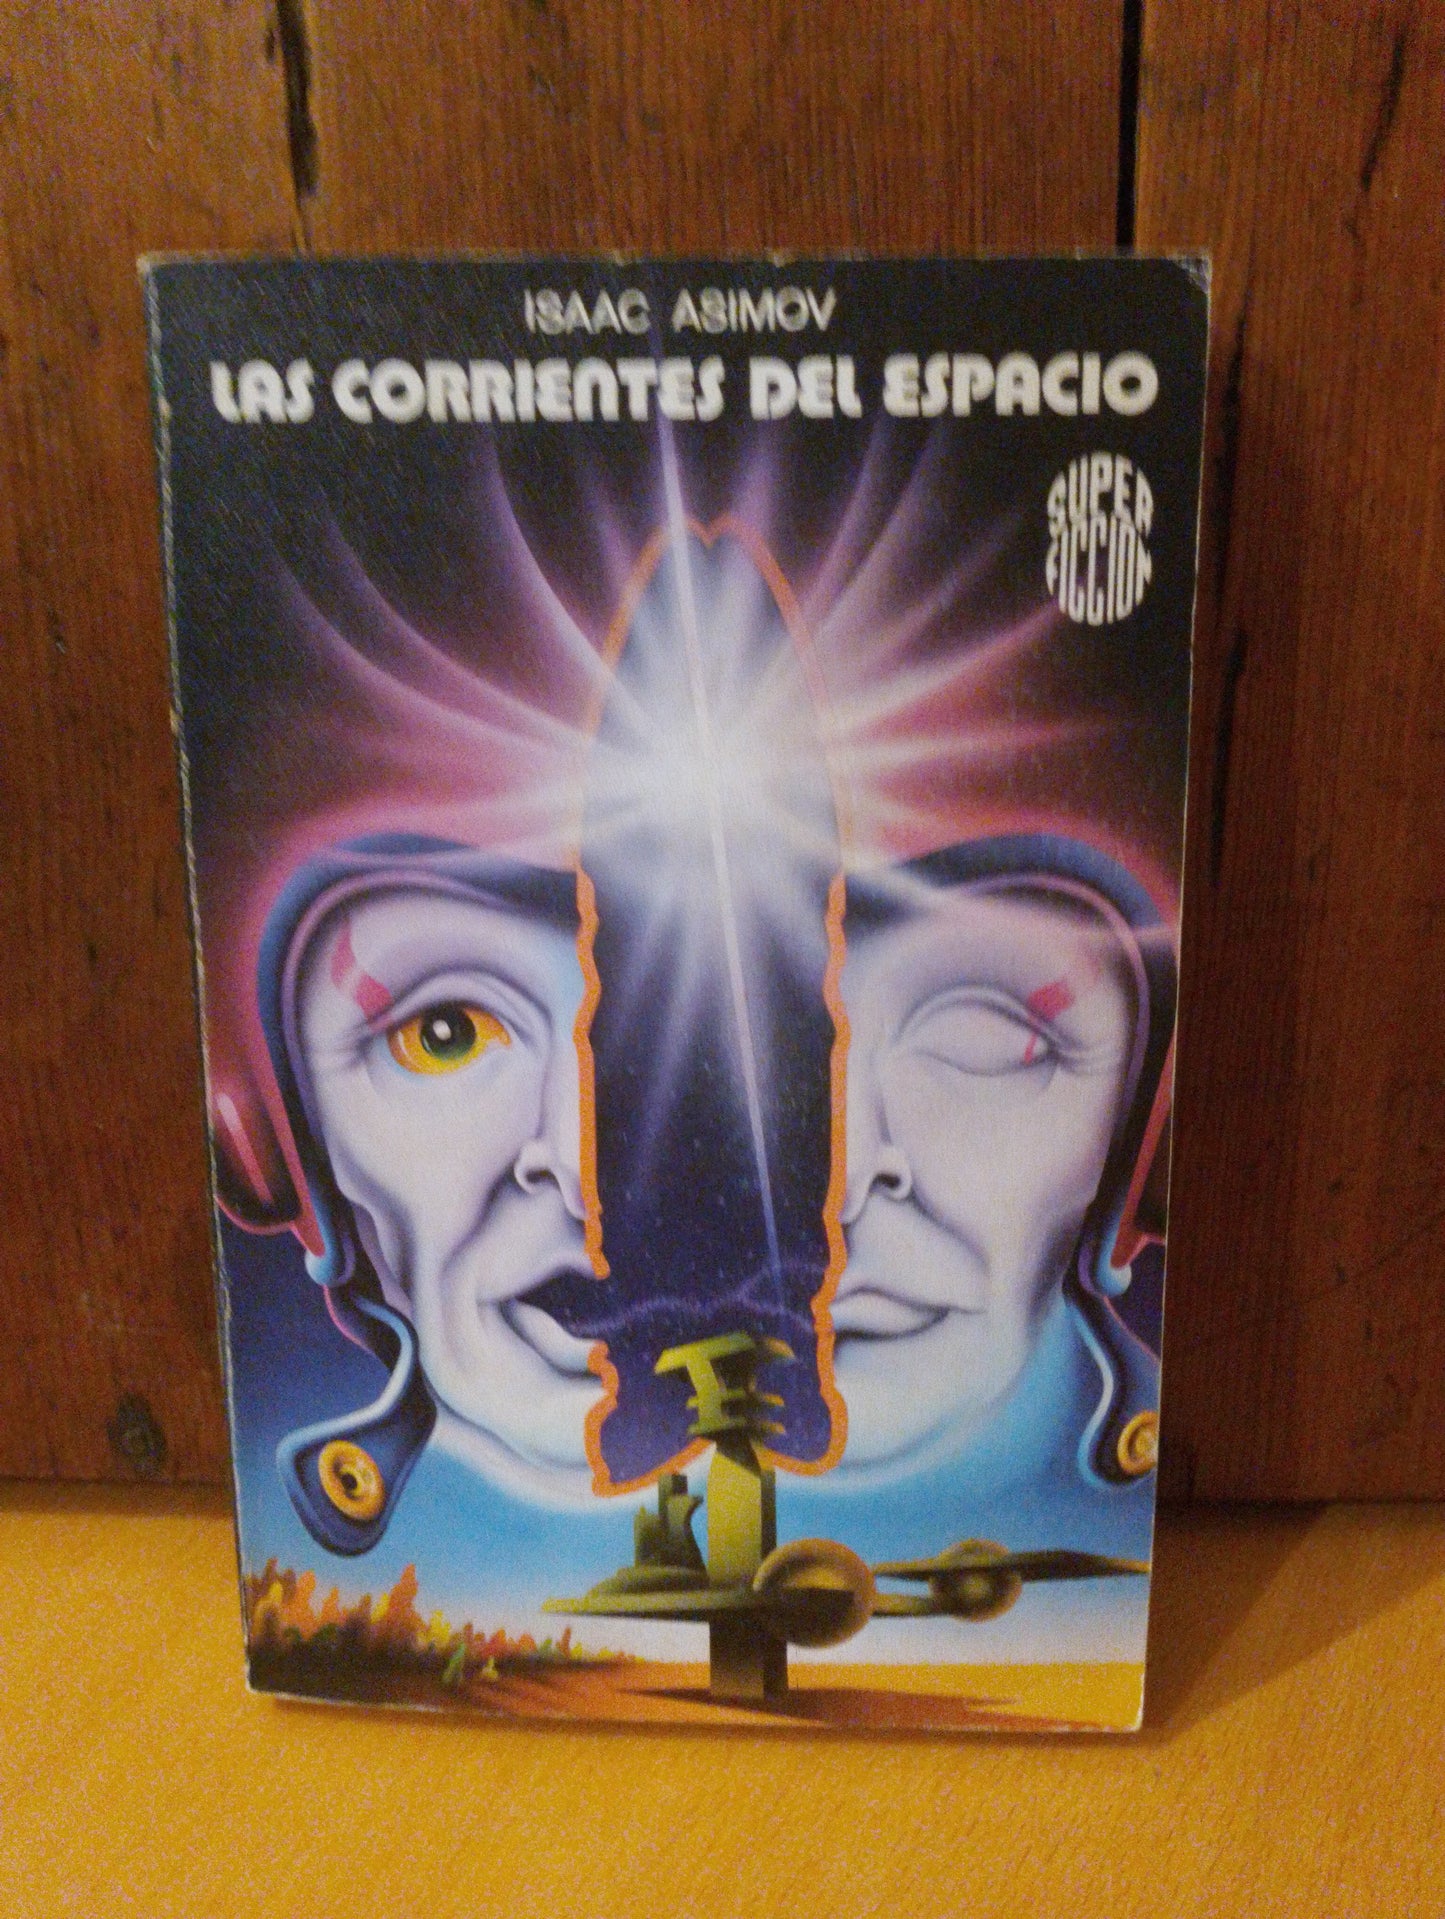 ISAAC ASIMOV
LAS CORRIENTES DEL ESPACIO
SUPER
FICCION